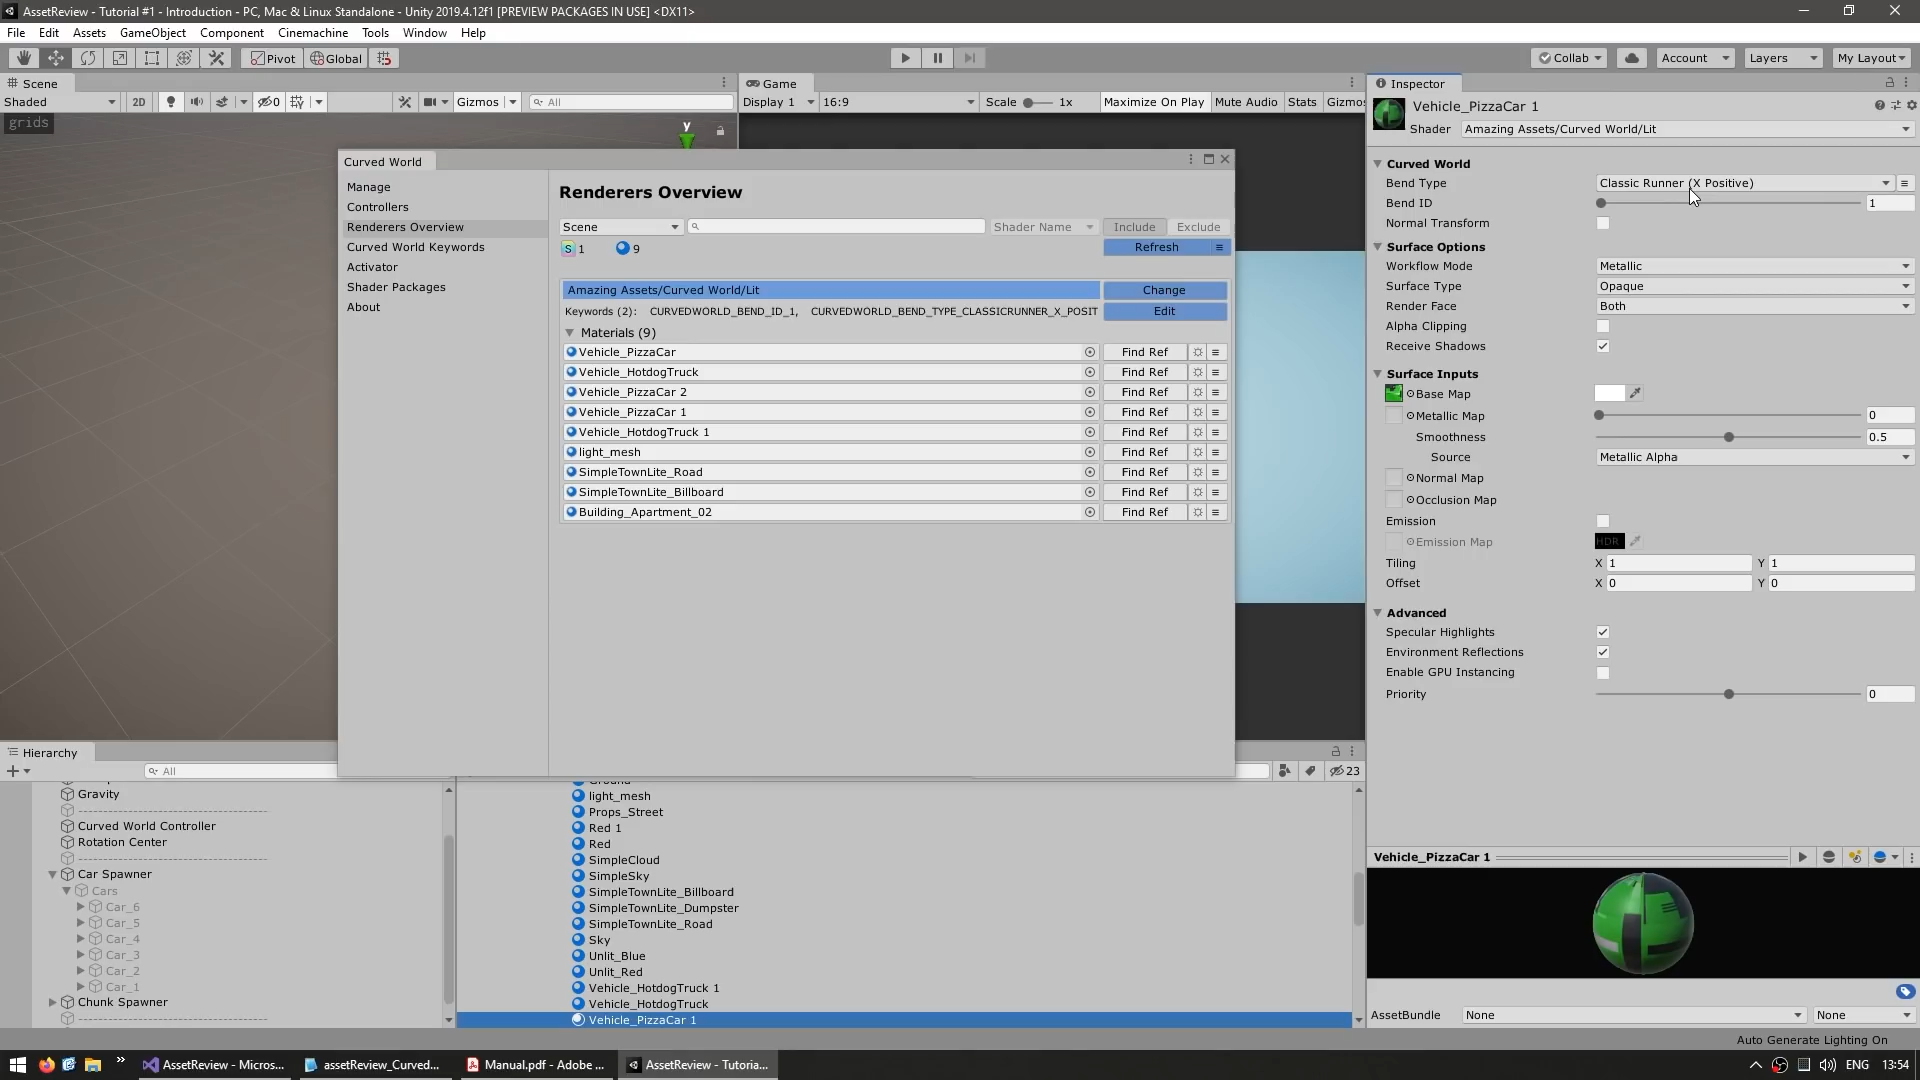 AssetReview - Tutorial #1 - Introduction - PC, Mac & Linux Standalone - Unity 2019.4.12f1 [PREVIEW PACKAGES IN USE] <DX11>
File Edit Assets GameObject Component Cinemachine Tools Window Help
Pivot Global Collab Account Layers My Layout
Scene
Shaded 2D 0 Gizmos All
grids
y
Game
Display 1 16:9 Scale 1x Maximize On Play Mute Audio Stats Gizmos
Curved World
Manage
Controllers
Renderers Overview
Curved World Keywords
Activator
Shader Packages
About
Renderers Overview
Scene Shader Name Include Exclude
S 1 9 Refresh
Amazing Assets/Curved World/Lit Change
Keywords (2): CURVEDWORLD_BEND_ID_1, CURVEDWORLD_BEND_TYPE_CLASSICRUNNER_X_POSIT Edit
Materials (9)
Vehicle_PizzaCar Find Ref
Vehicle_HotdogTruck Find Ref
Vehicle_PizzaCar 2 Find Ref
Vehicle_PizzaCar 1 Find Ref
Vehicle_HotdogTruck 1 Find Ref
light_mesh Find Ref
SimpleTownLite_Road Find Ref
SimpleTownLite_Billboard Find Ref
Building_Apartment_02 Find Ref
Hierarchy
All
Gravity
--------------------------------
Curved World Controller
Rotation Center
--------------------------------
Car Spawner
Cars
Car_6
Car_5
Car_4
Car_3
Car_2
Car_1
Chunk Spawner
--------------------------------
23
light_mesh
Props_Street
Red 1
Red
SimpleCloud
SimpleSky
SimpleTownLite_Billboard
SimpleTownLite_Dumpster
SimpleTownLite_Road
Sky
Unlit_Blue
Unlit_Red
Vehicle_HotdogTruck 1
Vehicle_HotdogTruck
Vehicle_PizzaCar 1
Inspector
Vehicle_PizzaCar 1
Shader Amazing Assets/Curved World/Lit
Curved World
Bend Type Classic Runner (X Positive)
Bend ID 1
Normal Transform
Surface Options
Workflow Mode Metallic
Surface Type Opaque
Render Face Both
Alpha Clipping
Receive Shadows
Surface Inputs
Base Map
Metallic Map 0
Smoothness 0.5
Source Metallic Alpha
Normal Map
Occlusion Map
Emission
Emission Map HDR
Tiling X 1 Y 1
Offset X 0 Y 0
Advanced
Specular Highlights
Environment Reflections
Enable GPU Instancing
Priority 0
Vehicle_PizzaCar 1
AssetBundle None None
Auto Generate Lighting On
AssetReview - Micros... assetReview_Curved... Manual.pdf - Adobe ... AssetReview - Tutoria... ENG 13:54